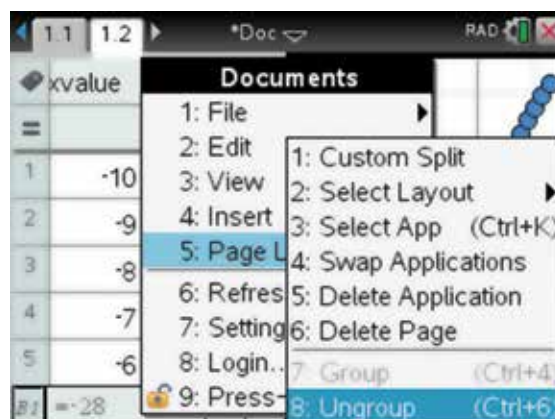 1.1 1.2 *Doc RAD
xvalue
=
1 -10
2 -9
3 -8
4 -7
5 -6
B1 =-28
Documents
1: File
2: Edit
3: View
4: Insert
5: Page L
6: Refres
7: Setting
8: Login..
9: Press-
1: Custom Split
2: Select Layout
3: Select App (Ctrl+K)
4: Swap Applications
5: Delete Application
6: Delete Page
7: Group (Ctrl+4)
8: Ungroup (Ctrl+6)